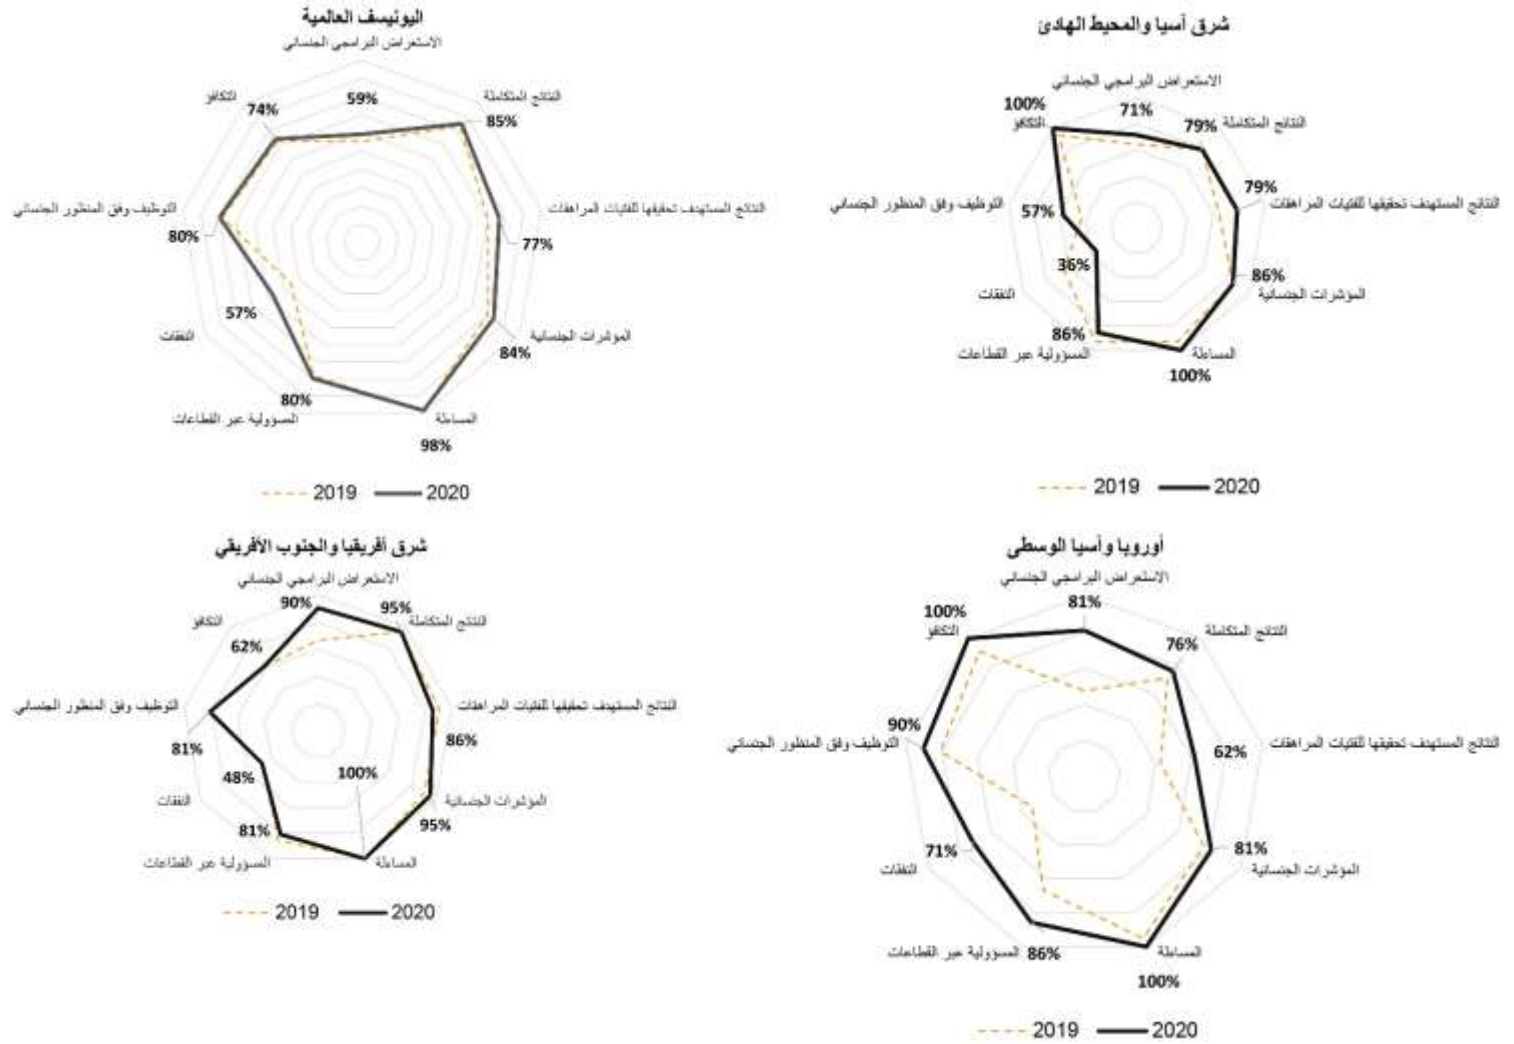 اليونيسف العالمية
الاستعراض البرامجي الجنساني
59%
النتائج المتكاملة
85%
النتائج المستهدف تحقيقها للفتيات المراهقات
77%
المؤشرات الجنسانية
84%
المساءلة
98%
المسؤولية عبر القطاعات
80%
النفقات
57%
التوظيف وفق المنظور الجنساني
80%
التكافؤ
74%
2019
2020
شرق آسيا والمحيط الهادئ
الاستعراض البرامجي الجنساني
71%
النتائج المتكاملة
79%
النتائج المستهدف تحقيقها للفتيات المراهقات
79%
المؤشرات الجنسانية
86%
المساءلة
100%
المسؤولية عبر القطاعات
86%
النفقات
36%
التوظيف وفق المنظور الجنساني
57%
التكافؤ
100%
2019
2020
شرق أفريقيا والجنوب الأفريقي
الاستعراض البرامجي الجنساني
90%
النتائج المتكاملة
95%
النتائج المستهدف تحقيقها للفتيات المراهقات
86%
المؤشرات الجنسانية
95%
المساءلة
100%
المسؤولية عبر القطاعات
81%
النفقات
48%
التوظيف وفق المنظور الجنساني
81%
التكافؤ
62%
2019
2020
أوروبا وآسيا الوسطى
الاستعراض البرامجي الجنساني
81%
النتائج المتكاملة
76%
النتائج المستهدف تحقيقها للفتيات المراهقات
62%
المؤشرات الجنسانية
81%
المساءلة
100%
المسؤولية عبر القطاعات
86%
النفقات
71%
التوظيف وفق المنظور الجنساني
90%
التكافؤ
100%
2019
2020